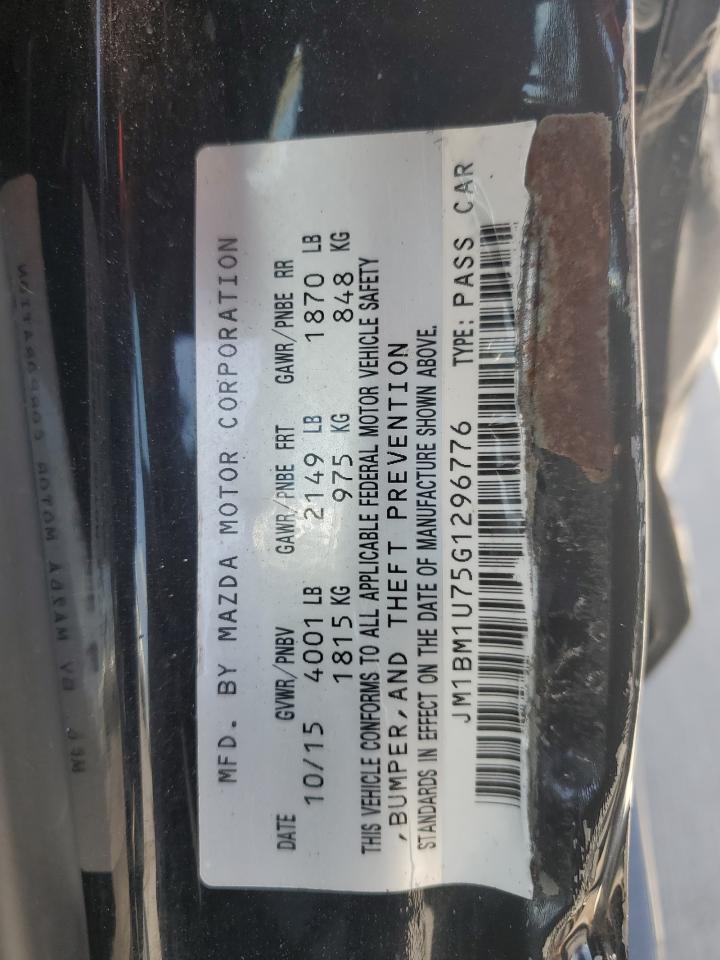 MFD. BY MAZDA MOTOR CORPORATION
DATE GVWR/PNBV GAWR/PNBE FRT GAWR/PNBE RR
10/15 4001 LB 2149 LB 1870 LB
1815 KG 975 KG 848 KG
THIS VEHICLE CONFORMS TO ALL APPLICABLE FEDERAL MOTOR VEHICLE SAFETY
,BUMPER,AND THEFT PREVENTION
STANDARDS IN EFFECT ON THE DATE OF MANUFACTURE SHOWN ABOVE.
JM1BM1U75G1296776 TYPE:PASS CAR